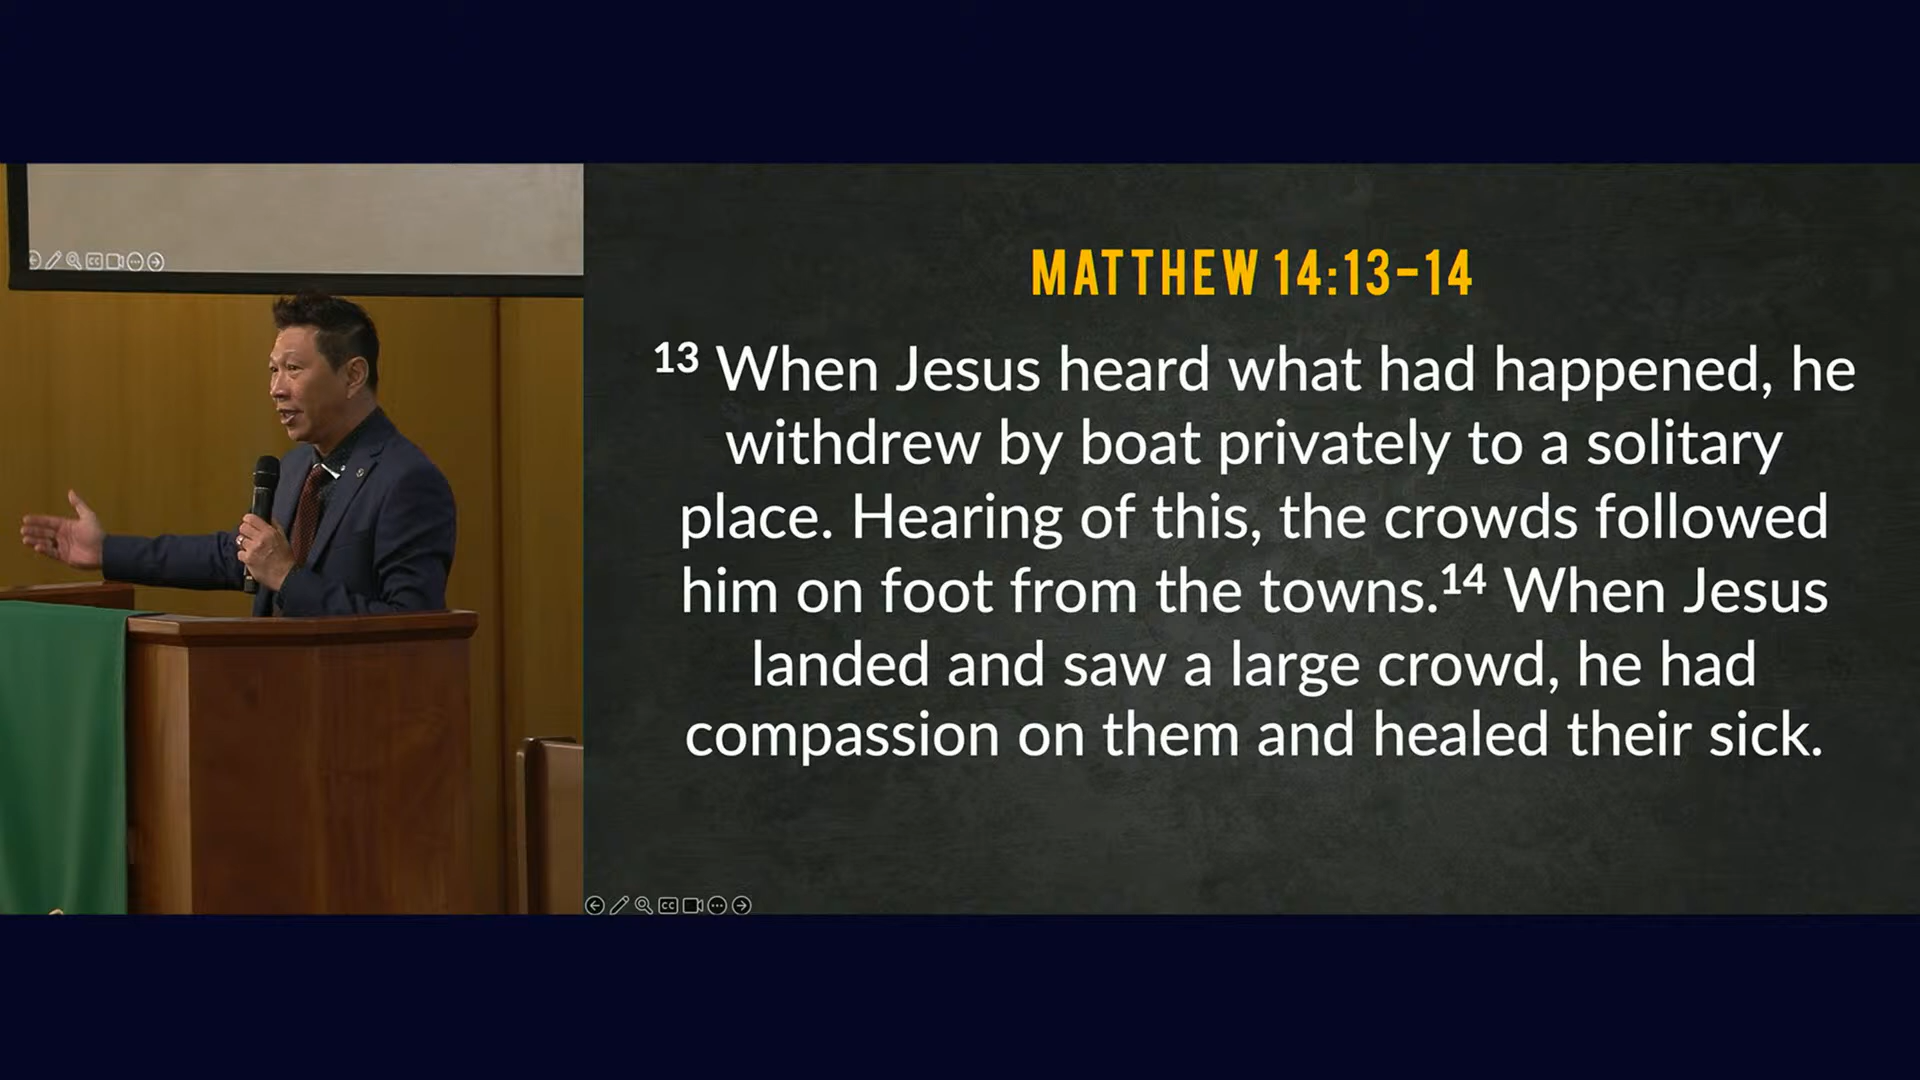 MATTHEW 14:13-14
13 When Jesus heard what had happened, he
withdrew by boat privately to a solitary
place. Hearing of this, the crowds followed
him on foot from the towns.14 When Jesus
landed and saw a large crowd, he had
compassion on them and healed their sick.